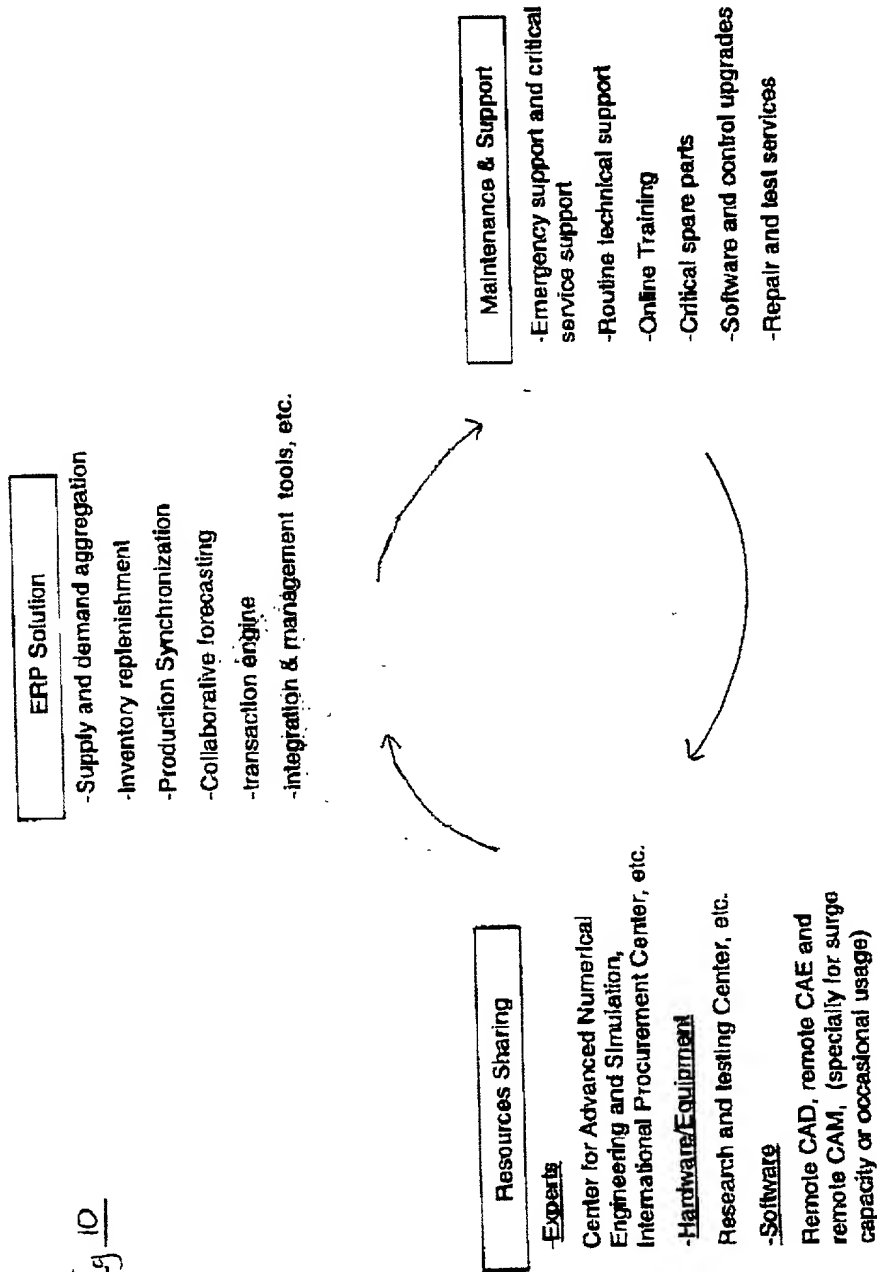 Fig 10
ERP Solution
-Supply and demand aggregation
-Inventory replenishment
-Production Synchronization
-Collaborative forecasting
-transaction engine
-integration & management tools, etc.
Resources Sharing
-Experts
Center for Advanced Numerical
Engineering and Simulation,
International Procurement Center, etc.
-Hardware/Equipment
Research and testing Center, etc.
-Software
Remote CAD, remote CAE and
remote CAM, (specially for surge
capacity or occasional usage)
Maintenance & Support
-Emergency support and critical
service support
-Routine technical support
-Online Training
-Critical spare parts
-Software and control upgrades
-Repair and test services